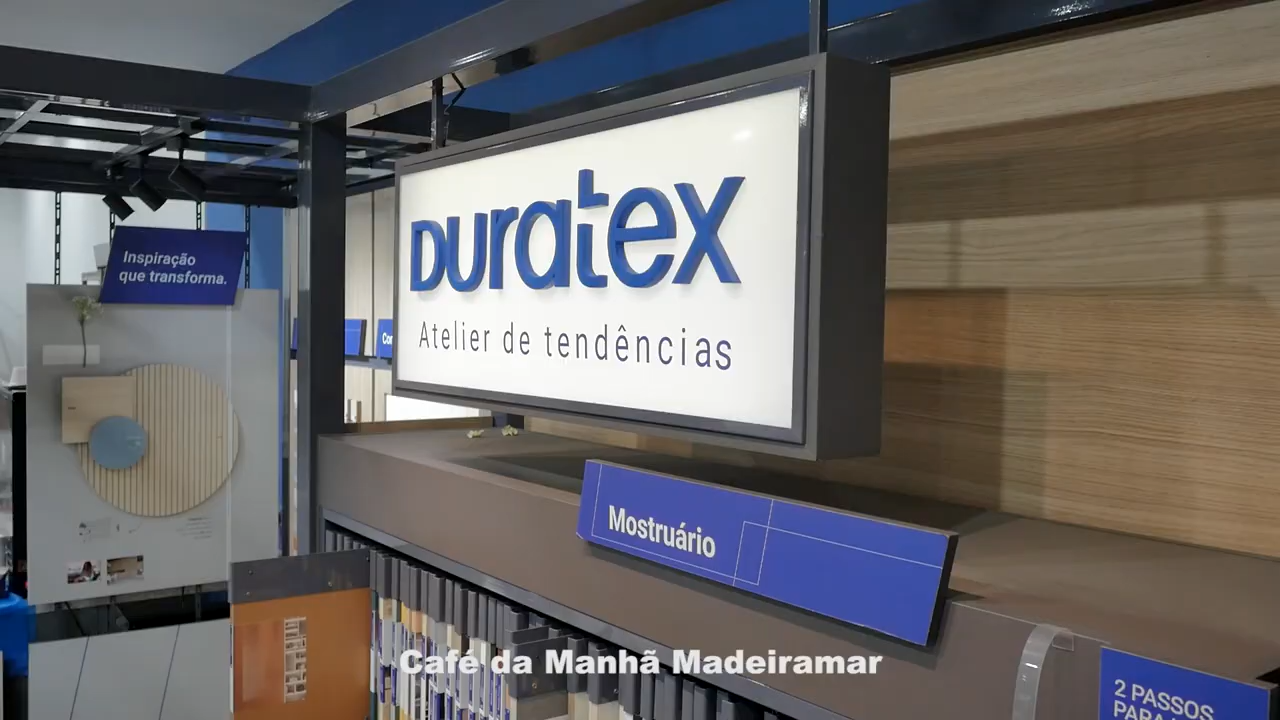 Inspiração
que transforma.
Duratex
Atelier de tendências
Mostruário
Café da Manhã Madeiramar
2 PASSOS